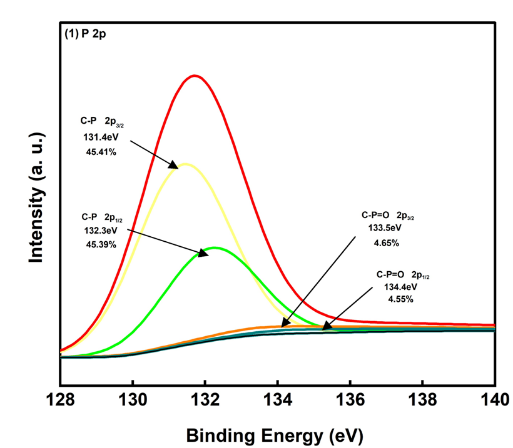 (1) P 2p
C-P 2p3/2
131.4eV
45.41%
C-P 2p1/2
132.3eV
45.39%
C-P=O 2p3/2
133.5eV
4.65%
C-P=O 2p1/2
134.4eV
4.55%
Intensity (a. u.)
128 130 132 134 136 138 140
Binding Energy (eV)